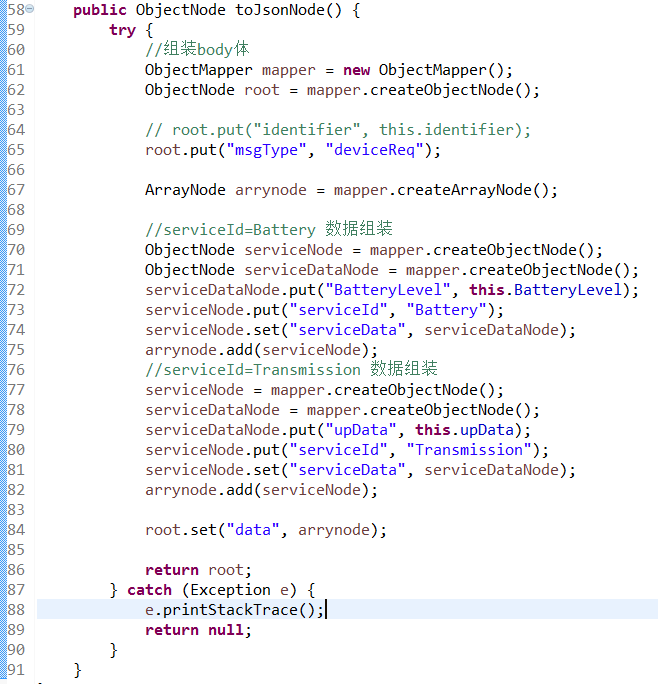 58 public ObjectNode toJsonNode() {
59 try {
60 //组装body体
61 ObjectMapper mapper = new ObjectMapper();
62 ObjectNode root = mapper.createObjectNode();
63
64 // root.put("identifier", this.identifier);
65 root.put("msgType", "deviceReq");
66
67 ArrayNode arrynode = mapper.createArrayNode();
68
69 //serviceId=Battery 数据组装
70 ObjectNode serviceNode = mapper.createObjectNode();
71 ObjectNode serviceDataNode = mapper.createObjectNode();
72 serviceDataNode.put("BatteryLevel", this.BatteryLevel);
73 serviceNode.put("serviceId", "Battery");
74 serviceNode.set("serviceData", serviceDataNode);
75 arrynode.add(serviceNode);
76 //serviceId=Transmission 数据组装
77 serviceNode = mapper.createObjectNode();
78 serviceDataNode = mapper.createObjectNode();
79 serviceDataNode.put("upData", this.upData);
80 serviceNode.put("serviceId", "Transmission");
81 serviceNode.set("serviceData", serviceDataNode);
82 arrynode.add(serviceNode);
83
84 root.set("data", arrynode);
85
86 return root;
87 } catch (Exception e) {
88 e.printStackTrace();
89 return null;
90 }
91 }